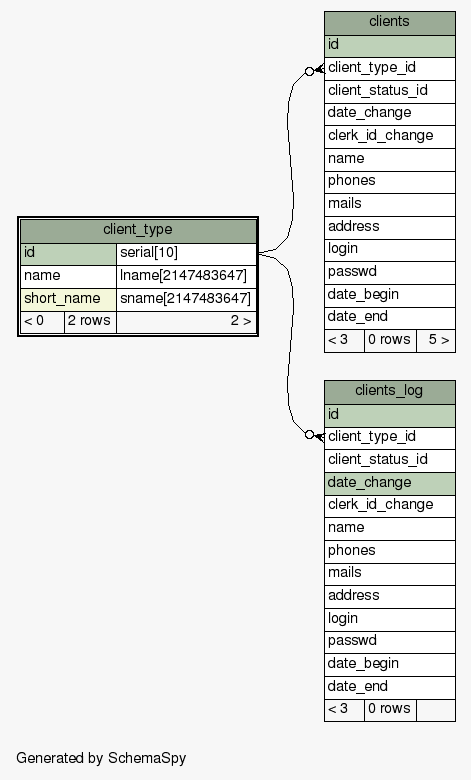 clients
id
client_type_id
client_status_id
date_change
clerk_id_change
name
phones
mails
address
login
passwd
date_begin
date_end
< 3 0 rows 5 >
client_type
id serial[10]
name lname[2147483647]
short_name sname[2147483647]
< 0 2 rows 2 >
clients_log
id
client_type_id
client_status_id
date_change
clerk_id_change
name
phones
mails
address
login
passwd
date_begin
date_end
< 3 0 rows
Generated by SchemaSpy